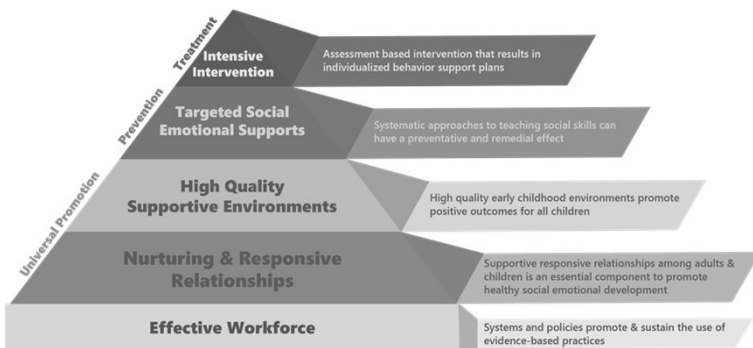 Treatment
Intensive
Intervention
Assessment based intervention that results in
individualized behavior support plans
Prevention
Targeted Social
Emotional Supports
Systematic approaches to teaching social skills can
have a preventative and remedial effect
Universal Promotion
High Quality
Supportive Environments
High quality early childhood environments promote
positive outcomes for all children
Nurturing & Responsive
Relationships
Supportive responsive relationships among adults &
children is an essential component to promote
healthy social emotional development
Effective Workforce
Systems and policies promote & sustain the use of
evidence-based practices